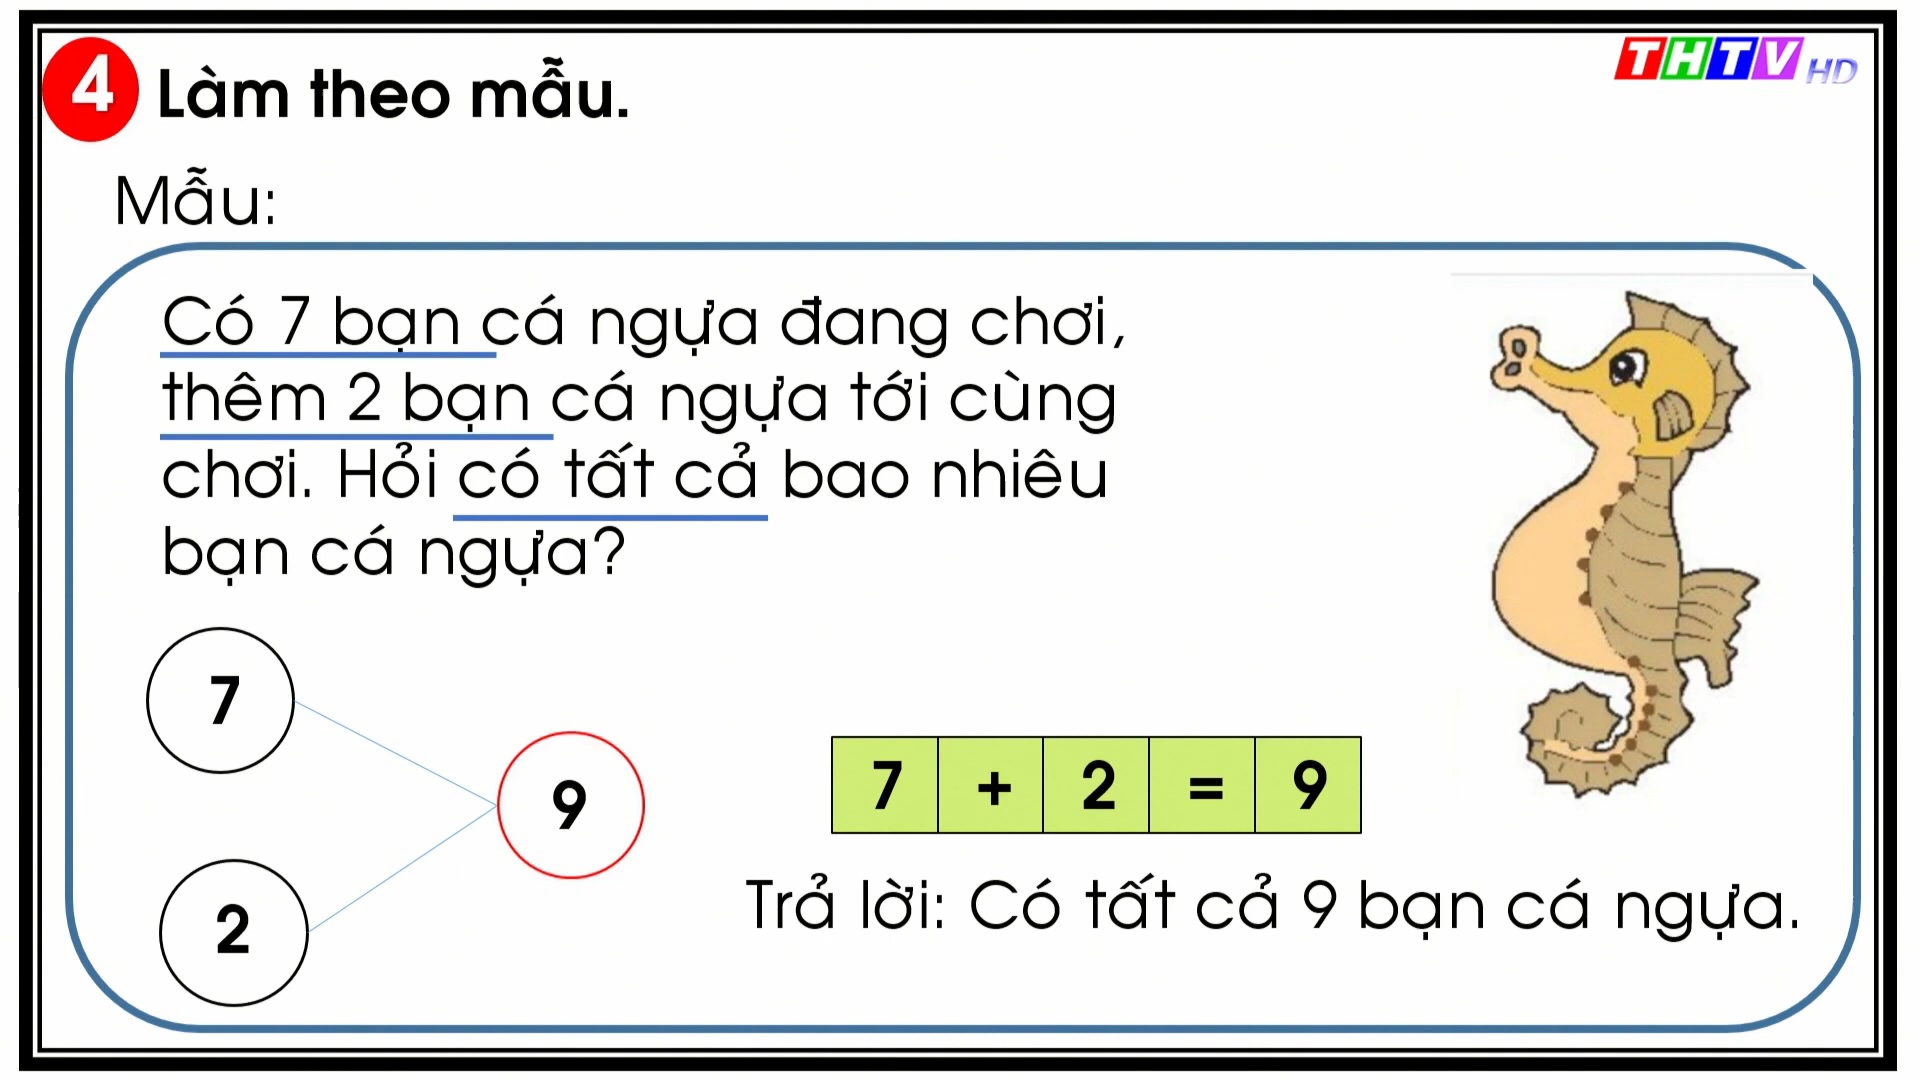 4 Làm theo mẫu.
THTV HD
Mẫu:
Có 7 bạn cá ngựa đang chơi,
thêm 2 bạn cá ngựa tới cùng
chơi. Hỏi có tất cả bao nhiêu
bạn cá ngựa?
7
9
2
7 + 2 = 9
Trả lời: Có tất cả 9 bạn cá ngựa.